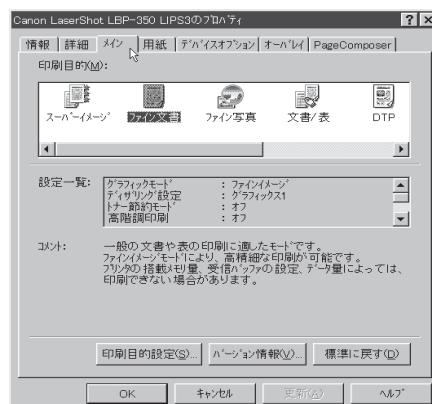 Canon LaserShot LBP-350 LIPS3のﾌﾟﾛﾊﾟﾃｨ
情報 詳細 ﾒｲﾝ 用紙 ﾃﾞﾊﾞｲｽｵﾌﾟｼｮﾝ ｵｰﾊﾞﾚｲ PageComposer
印刷目的(M):
ｽｰﾊﾟｰｲﾒｰｼﾞ ﾌｧｲﾝ文書 ﾌｧｲﾝ写真 文書/表 DTP
設定一覧: ｸﾞﾗﾌｨｯｸﾓｰﾄﾞ : ﾌｧｲﾝｲﾒｰｼﾞ
ﾃﾞｨｻﾞﾘﾝｸﾞ設定 : ｸﾞﾗﾌｨｯｸｽ1
ﾄﾅｰ節約ﾓｰﾄﾞ : ｵﾌ
高階調印刷 : ｵﾌ
ｺﾒﾝﾄ: 一般の文書や表の印刷に適したﾓｰﾄﾞです。
ﾌｧｲﾝｲﾒｰｼﾞﾓｰﾄﾞにより、高精細な印刷が可能です。
ﾌﾟﾘﾝﾀの搭載ﾒﾓﾘ量、受信ﾊﾞｯﾌｧの設定、ﾃﾞｰﾀ量によっては、
印刷できない場合があります。
印刷目的設定(S)... ﾊﾞｰｼﾞｮﾝ情報(V)... 標準に戻す(D)
OK ｷｬﾝｾﾙ 更新(A) ﾍﾙﾌﾟ